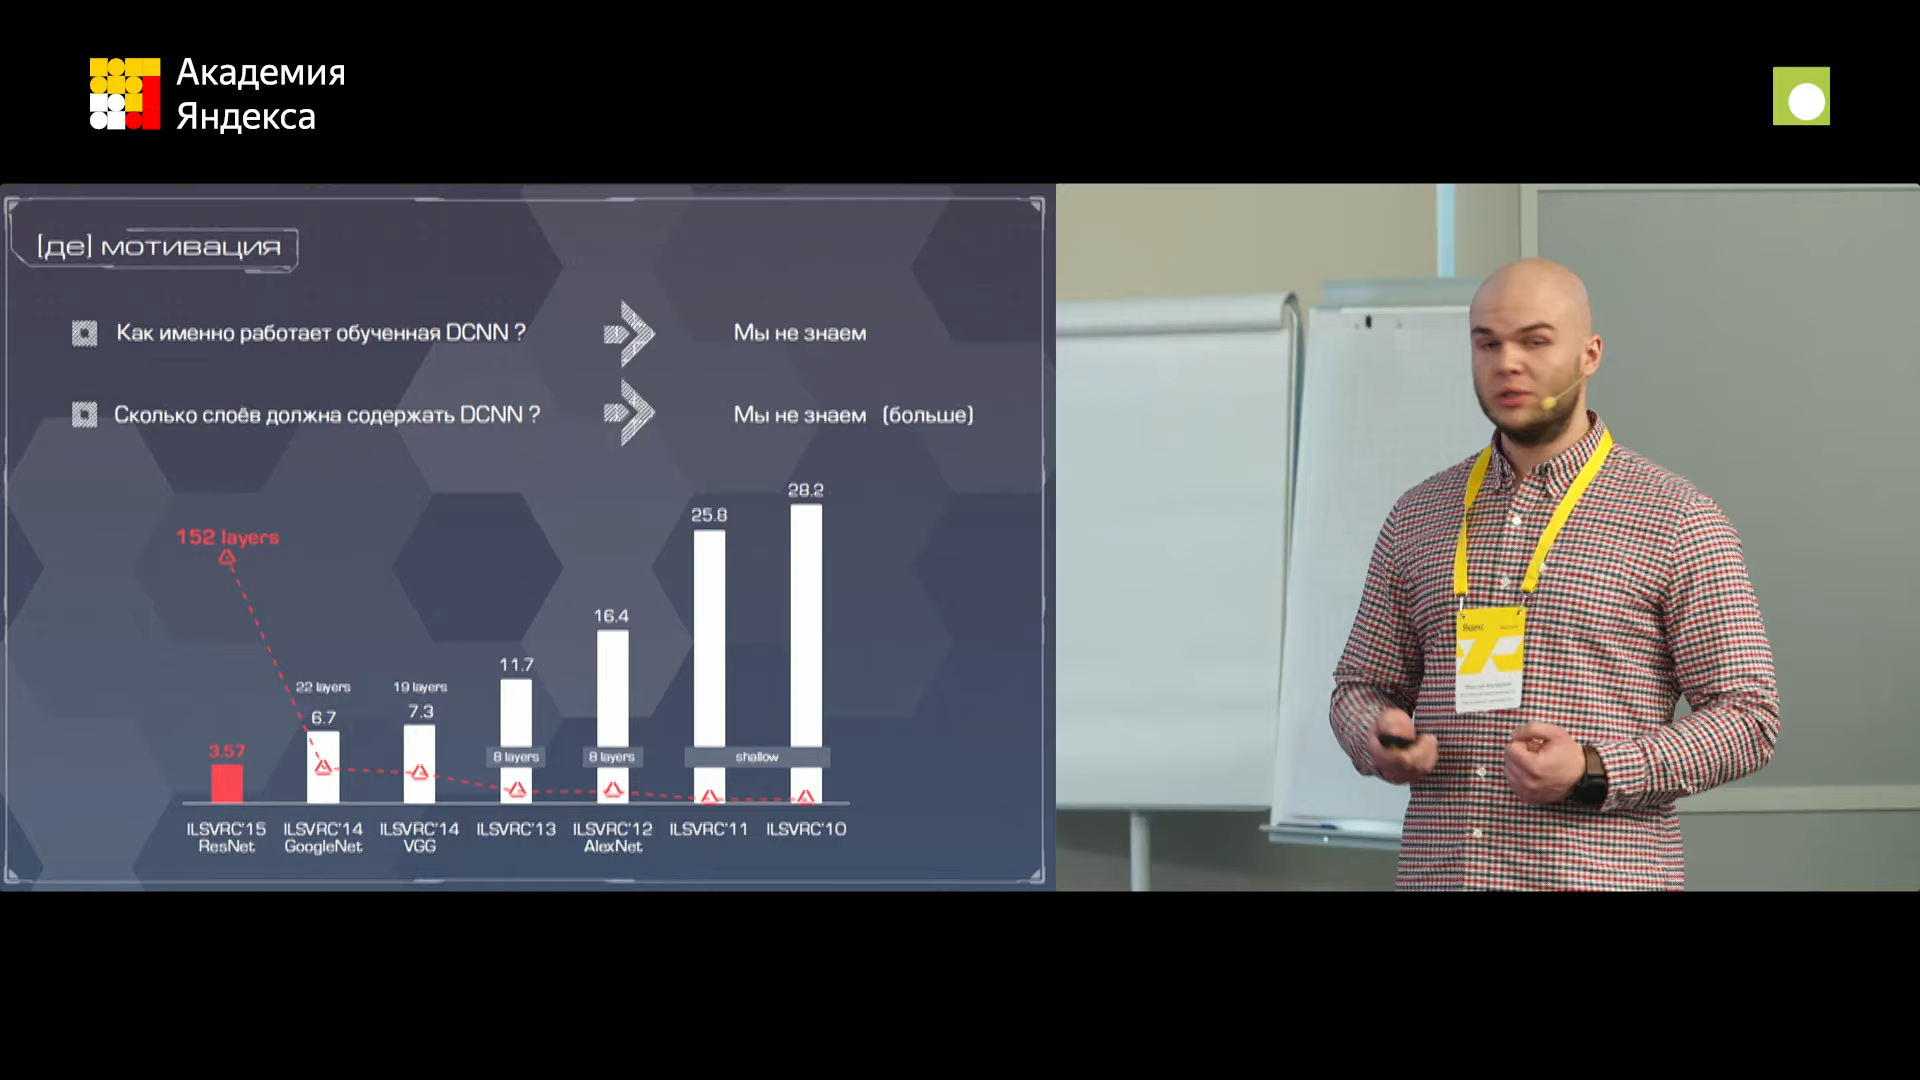 Академия
Яндекса
[де] мотивация
Как именно работает обученная DCNN ?
Мы не знаем
Сколько слоёв должна содержать DCNN ?
Мы не знаем (больше)
152 layers
3.57
22 layers
6.7
19 layers
7.3
11.7
8 layers
16.4
8 layers
25.8
28.2
shallow
ILSVRC'15
ResNet
ILSVRC'14
GoogleNet
ILSVRC'14
VGG
ILSVRC'13
ILSVRC'12
AlexNet
ILSVRC'11
ILSVRC'10
Яндекс